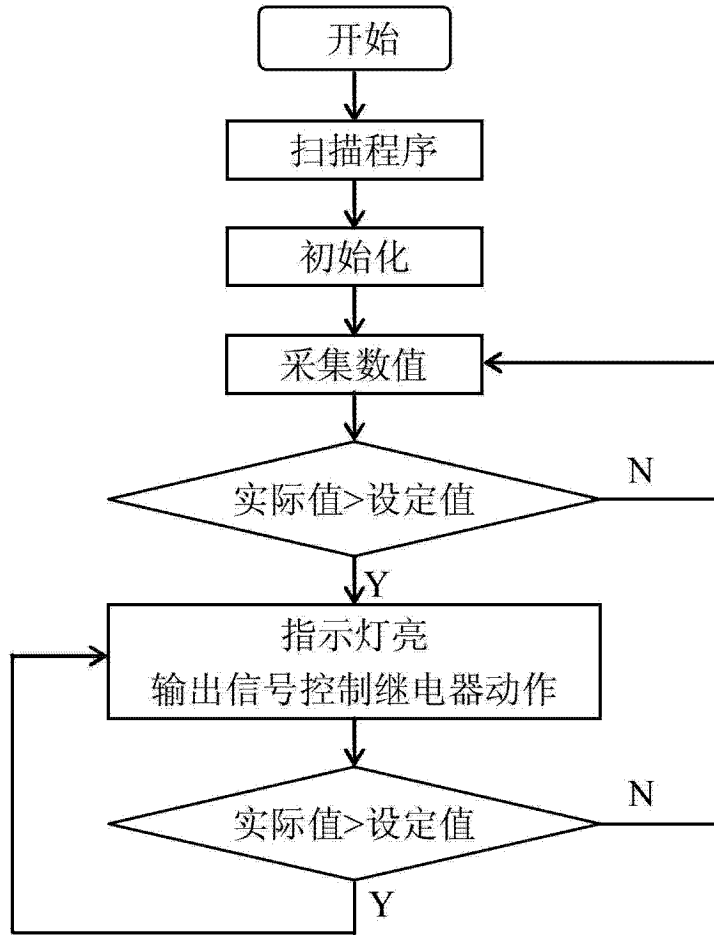 开始
扫描程序
初始化
采集数值
实际值>设定值
N
Y
指示灯亮
输出信号控制继电器动作
实际值>设定值
N
Y